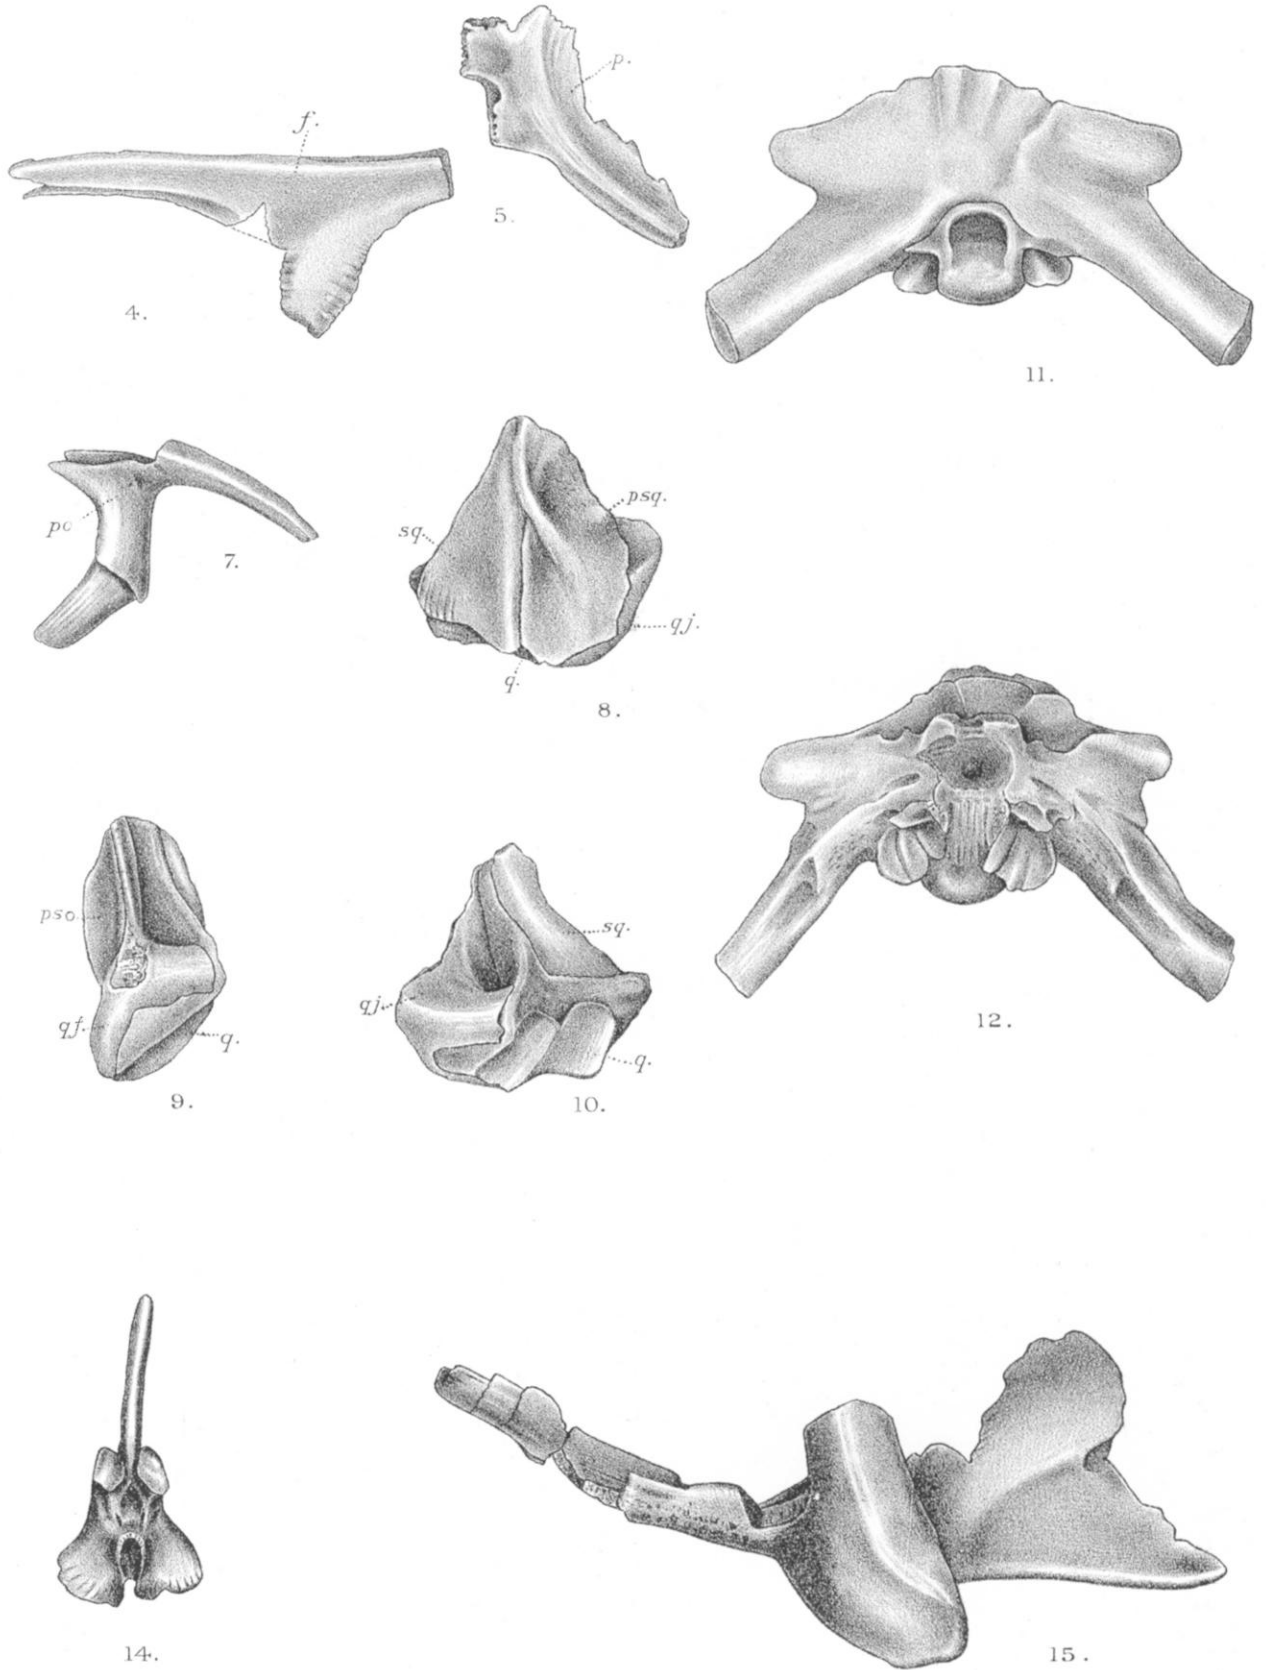 f.
4.
p.
5.
11.
po
7.
sq.
psq.
qj.
q.
8.
pso.
qf.
q.
9.
qj.
sq.
q.
10.
12.
14.
15.